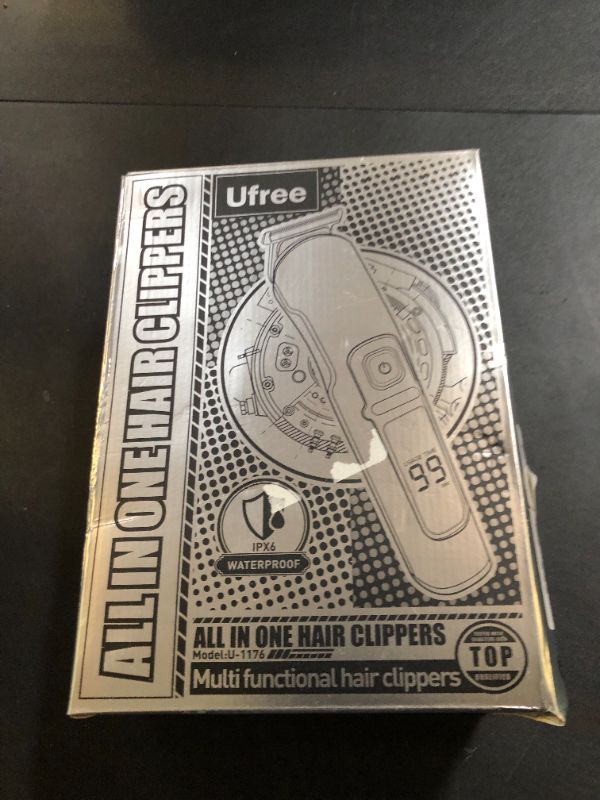 Ufree
ALL IN ONE HAIR CLIPPERS
99
IPX6
WATERPROOF
ALL IN ONE HAIR CLIPPERS
Model:U-1176
Multi functional hair clippers
TOP
QUALIFIED